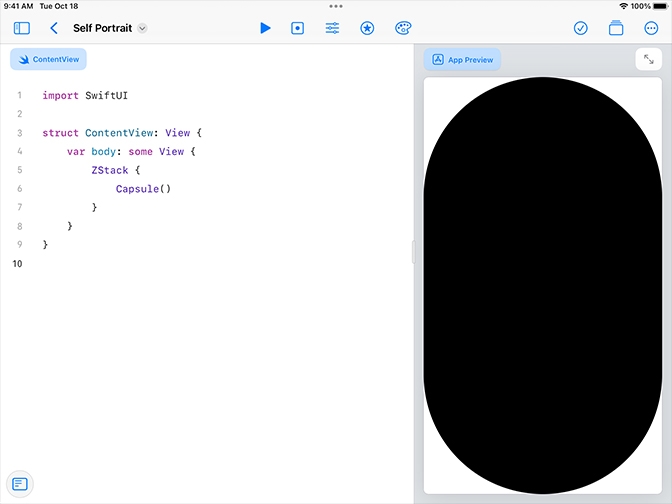 9:41 AM Tue Oct 18
100%
Self Portrait
ContentView
App Preview
1 import SwiftUI
2
3 struct ContentView: View {
4 var body: some View {
5 ZStack {
6 Capsule()
7 }
8 }
9 }
10